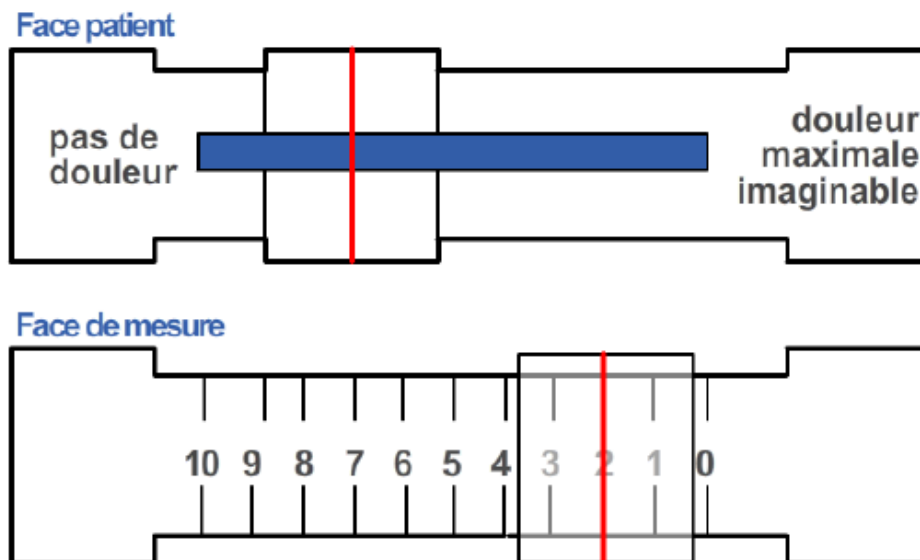 Face patient
pas de
douleur
douleur
maximale
imaginable
Face de mesure
10 9 8 7 6 5 4 3 2 1 0